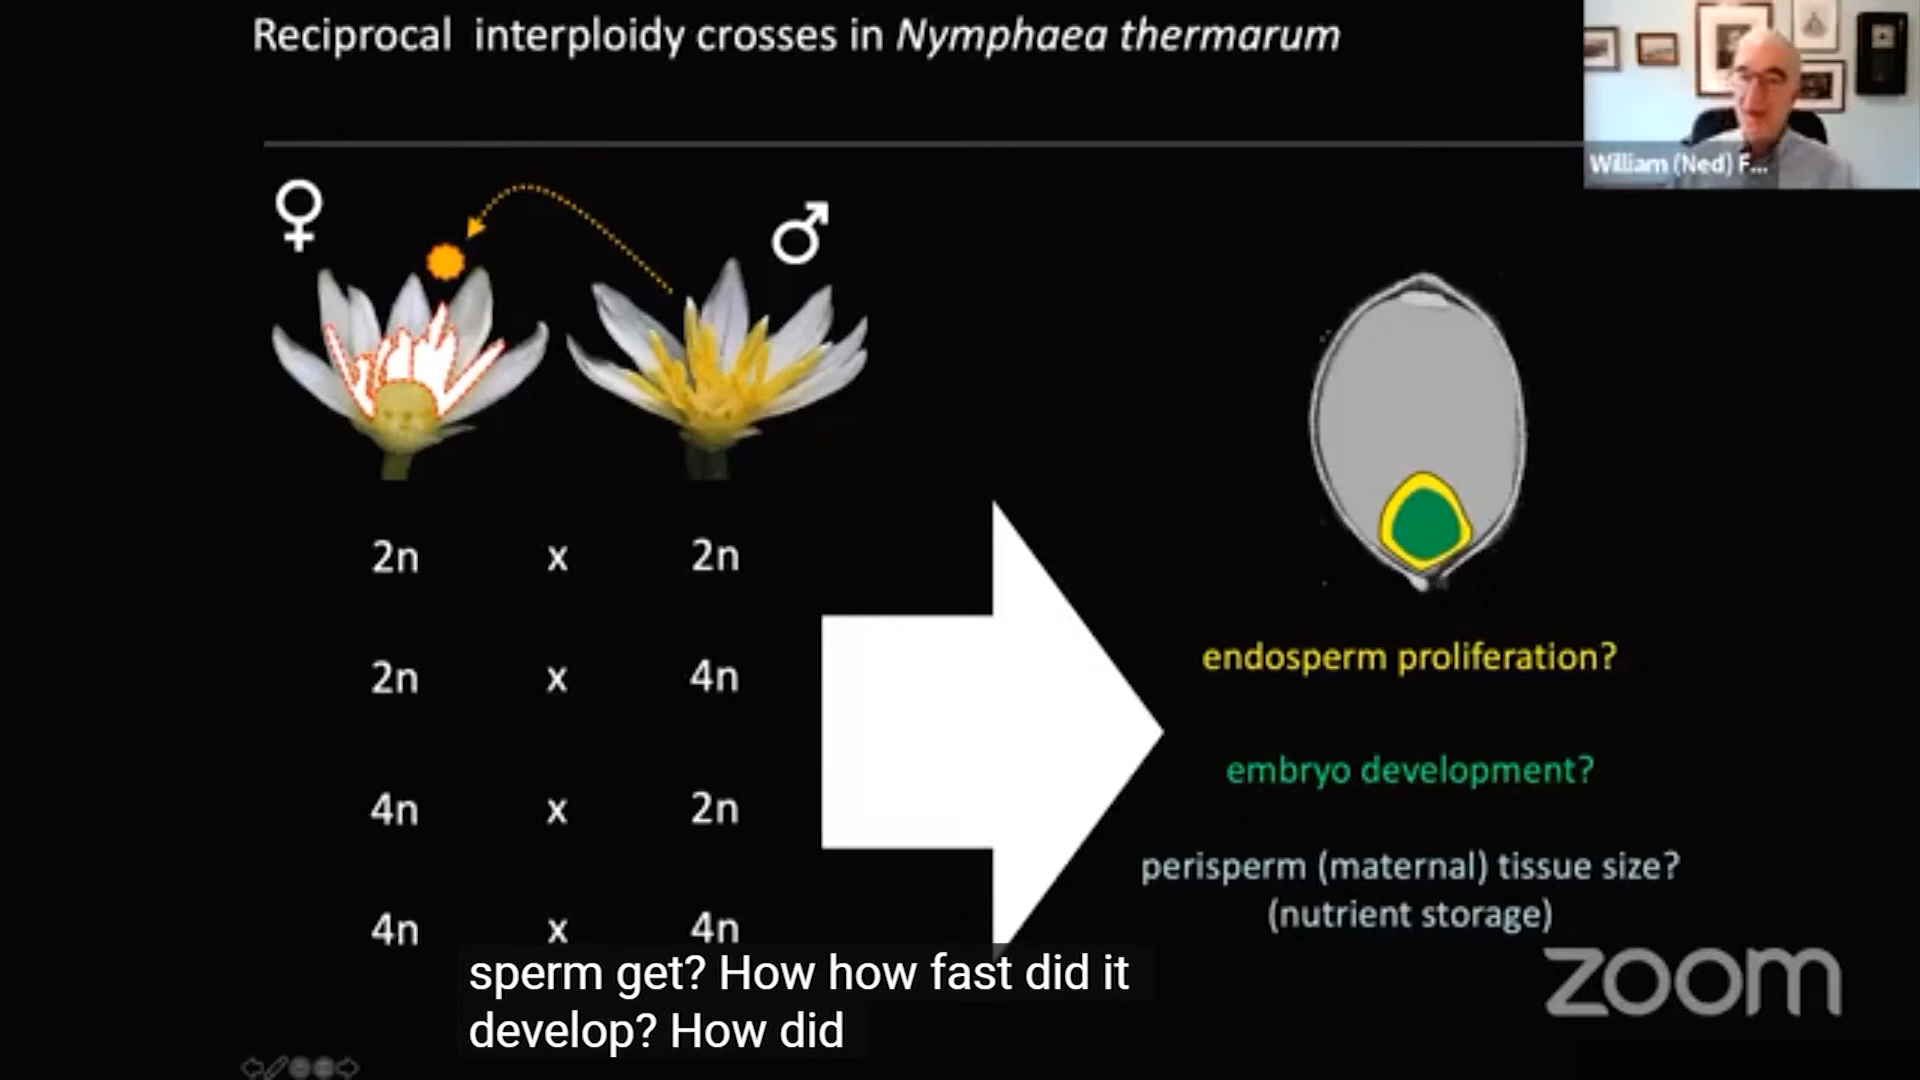 Reciprocal interploidy crosses in Nymphaea thermarum
William (Ned) F...
♀ ♂
2n x 2n
2n x 4n
4n x 2n
4n x 4n
endosperm proliferation?
embryo development?
perisperm (maternal) tissue size?
(nutrient storage)
sperm get? How how fast did it
develop? How did
zoom